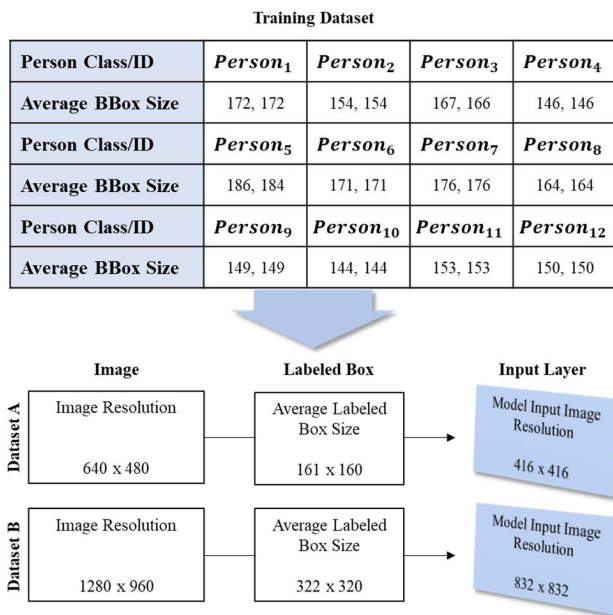 Training Dataset
Person Class/ID Person1 Person2 Person3 Person4
Average BBox Size 172, 172 154, 154 167, 166 146, 146
Person Class/ID Person5 Person6 Person7 Person8
Average BBox Size 186, 184 171, 171 176, 176 164, 164
Person Class/ID Person9 Person10 Person11 Person12
Average BBox Size 149, 149 144, 144 153, 153 150, 150
Image Labeled Box Input Layer
Dataset A
Image Resolution
640 x 480
Average Labeled
Box Size
161 x 160
Model Input Image
Resolution
416 x 416
Dataset B
Image Resolution
1280 x 960
Average Labeled
Box Size
322 x 320
Model Input Image
Resolution
832 x 832